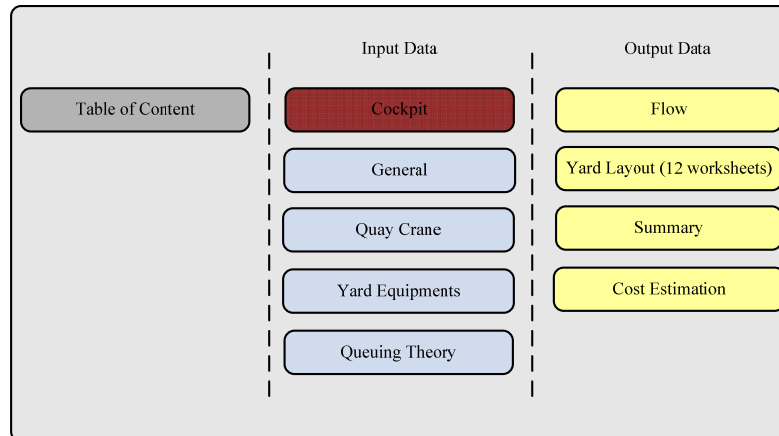 Input Data
Output Data
Table of Content
Cockpit
Flow
General
Yard Layout (12 worksheets)
Quay Crane
Summary
Yard Equipments
Cost Estimation
Queuing Theory